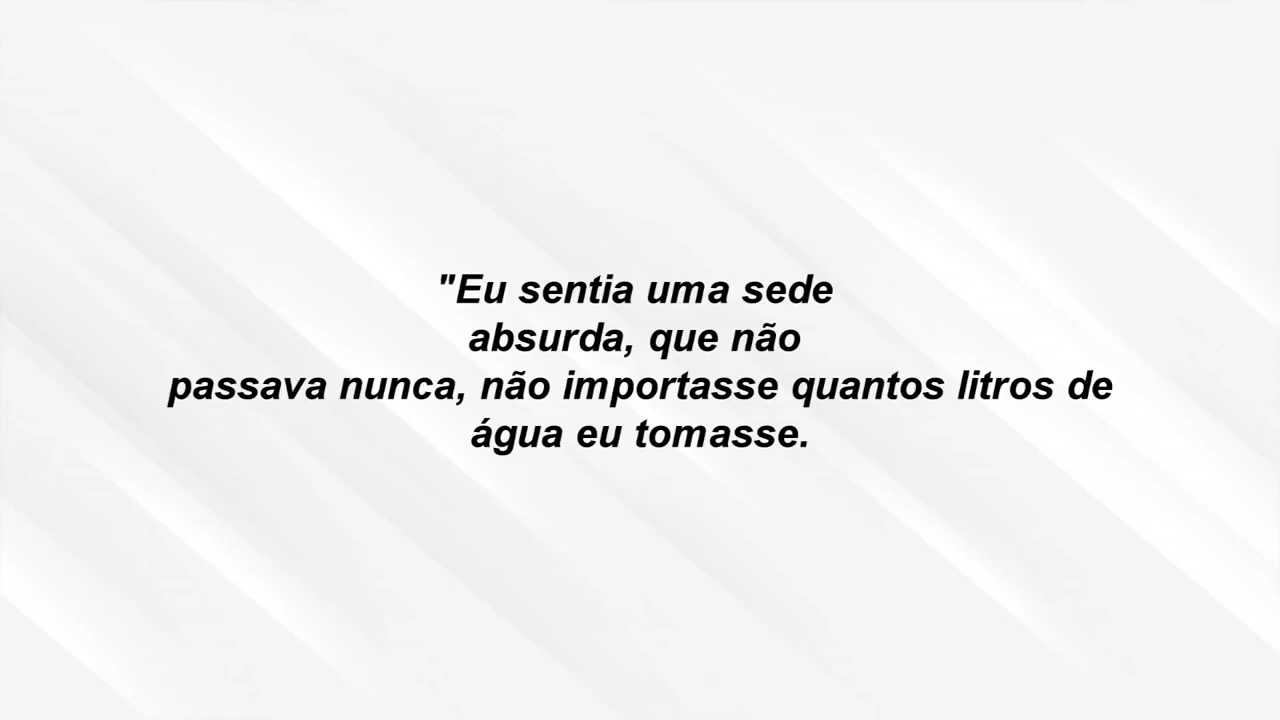 "Eu sentia uma sede
absurda, que não
passava nunca, não importasse quantos litros de
água eu tomasse.